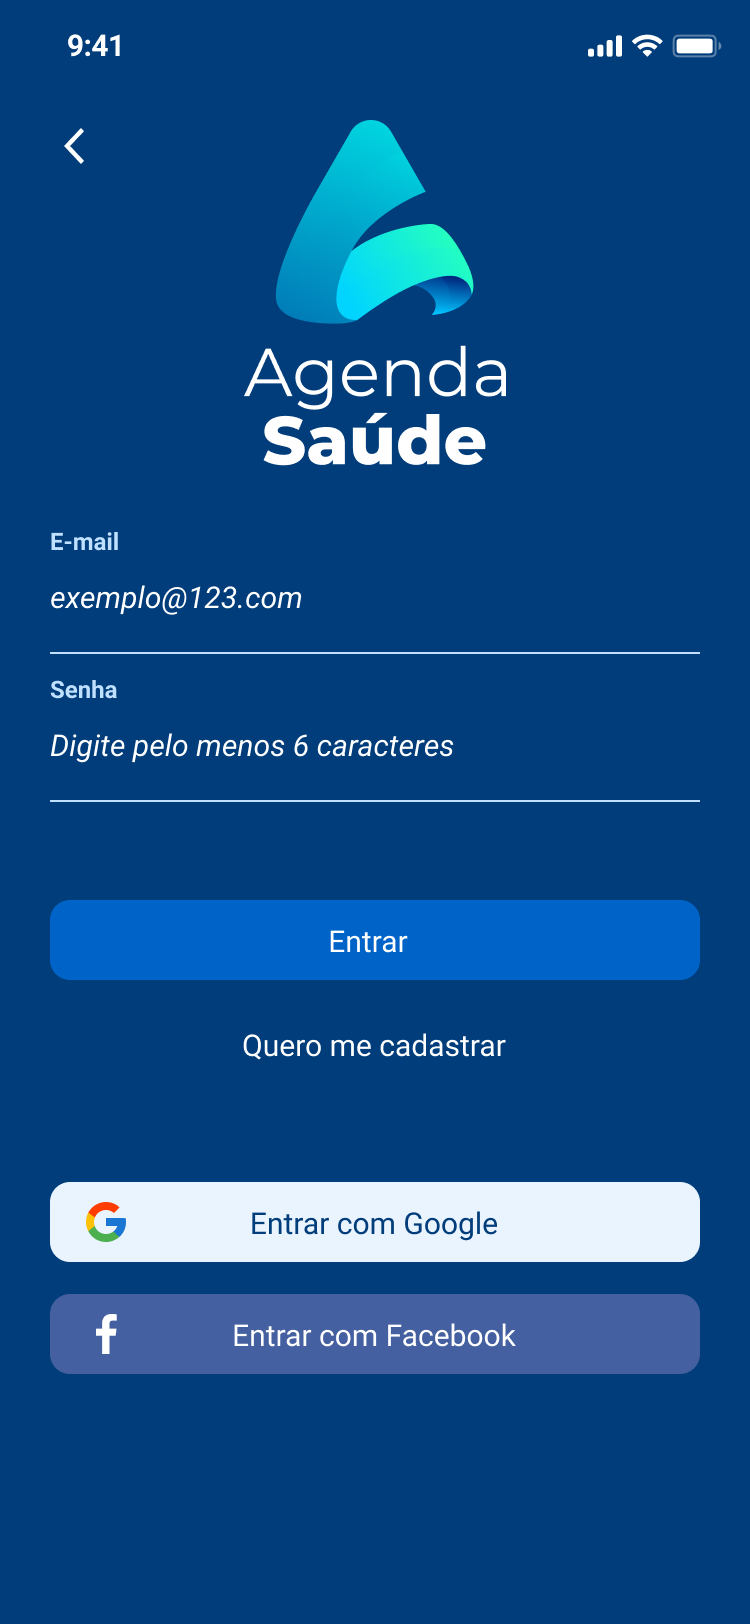 9:41
Agenda
Saúde
E-mail
exemplo@123.com
Senha
Digite pelo menos 6 caracteres
Entrar
Quero me cadastrar
Entrar com Google
Entrar com Facebook